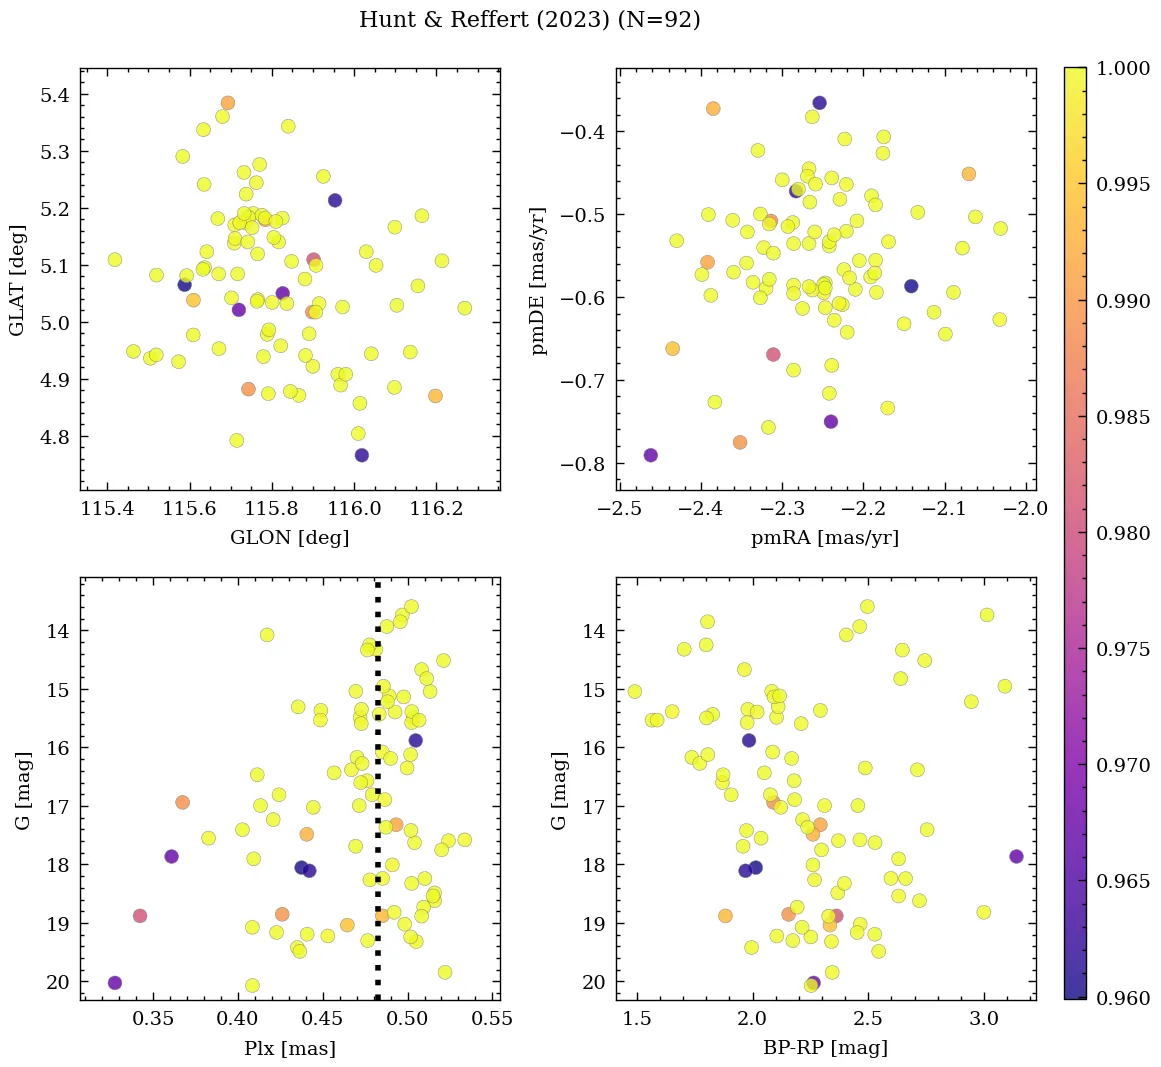 Hunt & Reffert (2023) (N=92)
5.4
5.3
5.2
5.1
5.0
4.9
4.8
GLAT [deg]
115.4 115.6 115.8 116.0 116.2
GLON [deg]
−0.4
−0.5
−0.6
−0.7
−0.8
pmDE [mas/yr]
−2.5 −2.4 −2.3 −2.2 −2.1 −2.0
pmRA [mas/yr]
14
15
16
17
18
19
20
G [mag]
0.35 0.40 0.45 0.50 0.55
Plx [mas]
14
15
16
17
18
19
20
G [mag]
1.5 2.0 2.5 3.0
BP-RP [mag]
1.000
0.995
0.990
0.985
0.980
0.975
0.970
0.965
0.960